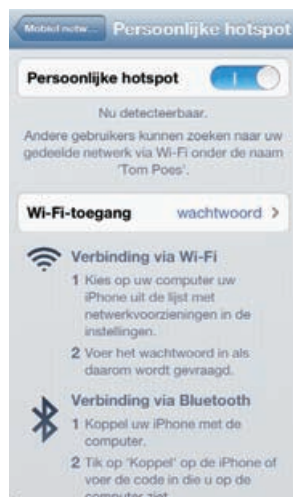 Mobiel netw... Persoonlijke hotspot
Persoonlijke hotspot
Nu detecteerbaar.
Andere gebruikers kunnen zoeken naar uw
gedeelde netwerk via Wi-Fi onder de naam
'Tom Poes'.
Wi-Fi-toegang wachtwoord >
Verbinding via Wi-Fi
1 Kies op uw computer uw
iPhone uit de lijst met
netwerkvoorzieningen in de
instellingen.
2 Voer het wachtwoord in als
daarom wordt gevraagd.
Verbinding via Bluetooth
1 Koppel uw iPhone met de
computer.
2 Tik op 'Koppel' op de iPhone of
voer de code in die u op de
computer ziet.